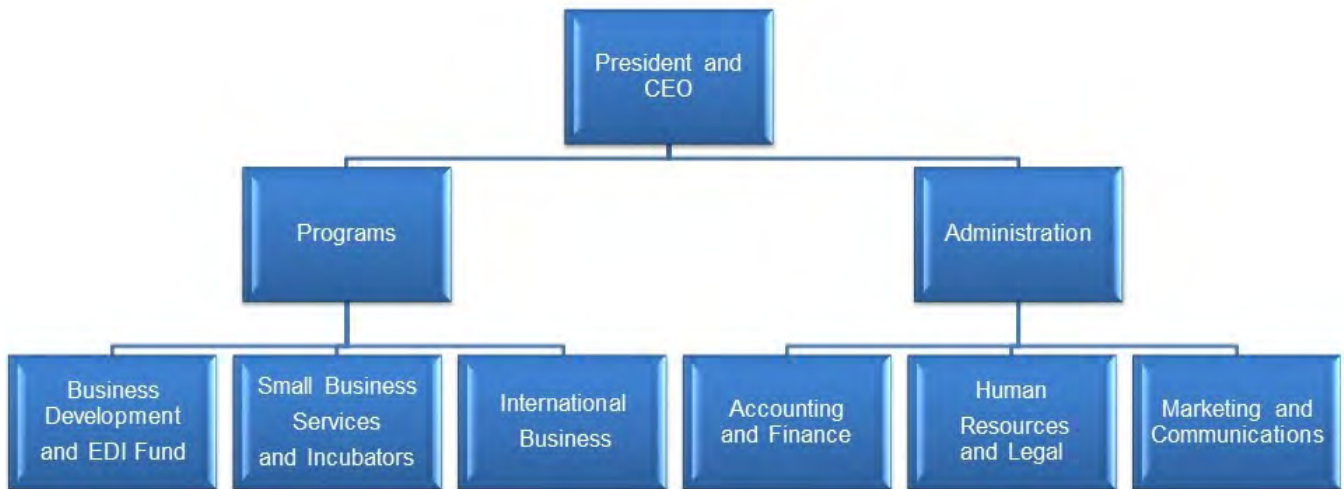 President and
CEO
Programs
Administration
Business
Development
and EDI Fund
Small Business
Services
and Incubators
International
Business
Accounting
and Finance
Human
Resources
and Legal
Marketing and
Communications